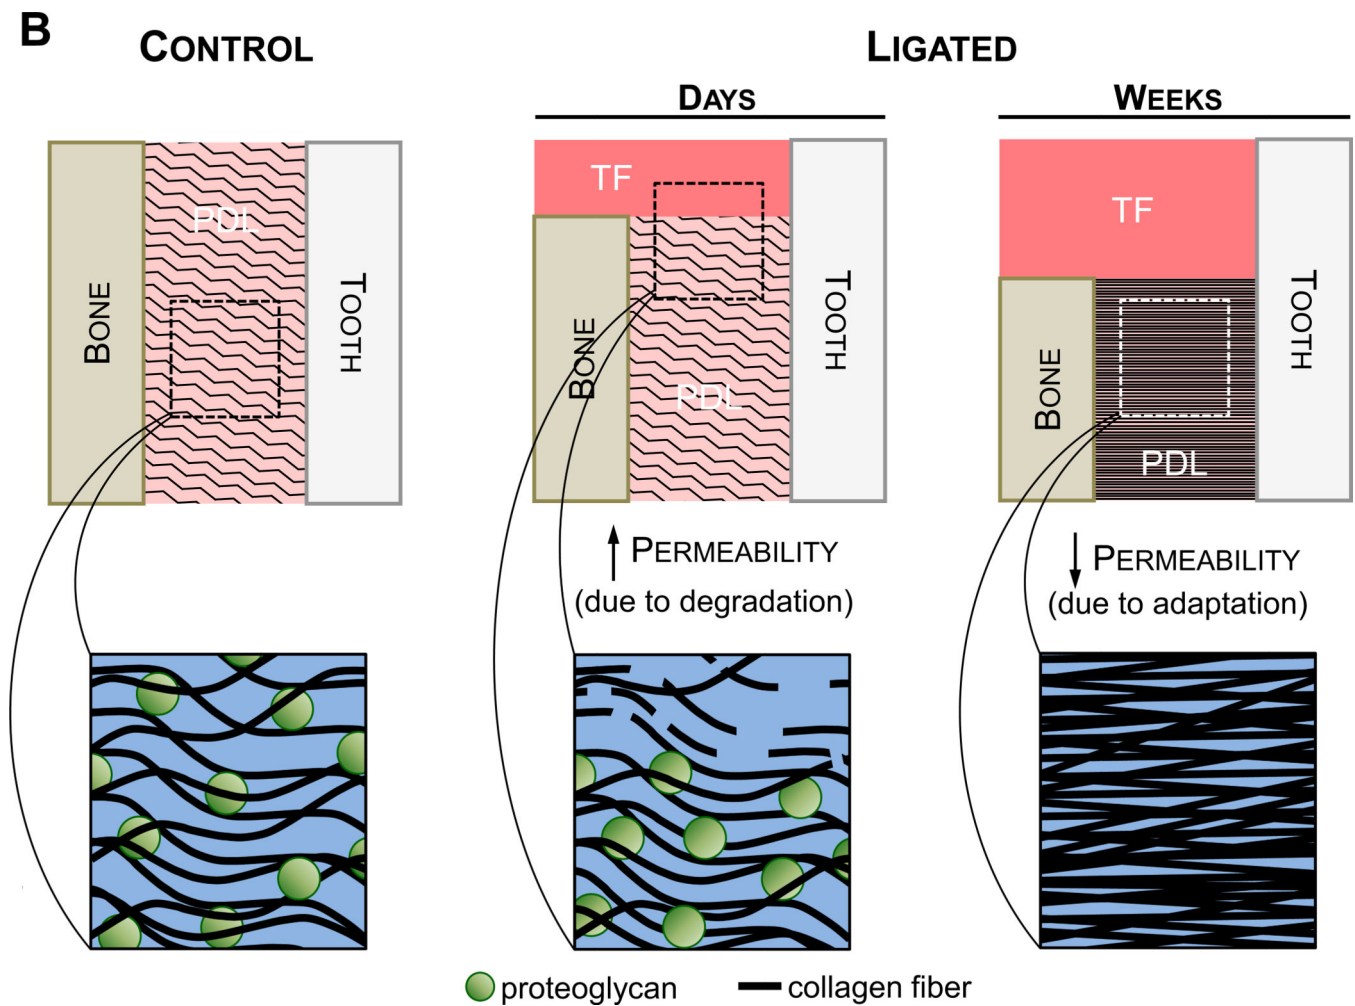 B
CONTROL
LIGATED
DAYS
WEEKS
BONE
PDL
TOOTH
TF
BONE
PDL
TOOTH
TF
BONE
PDL
TOOTH
↑ PERMEABILITY
(due to degradation)
↓ PERMEABILITY
(due to adaptation)
proteoglycan
collagen fiber